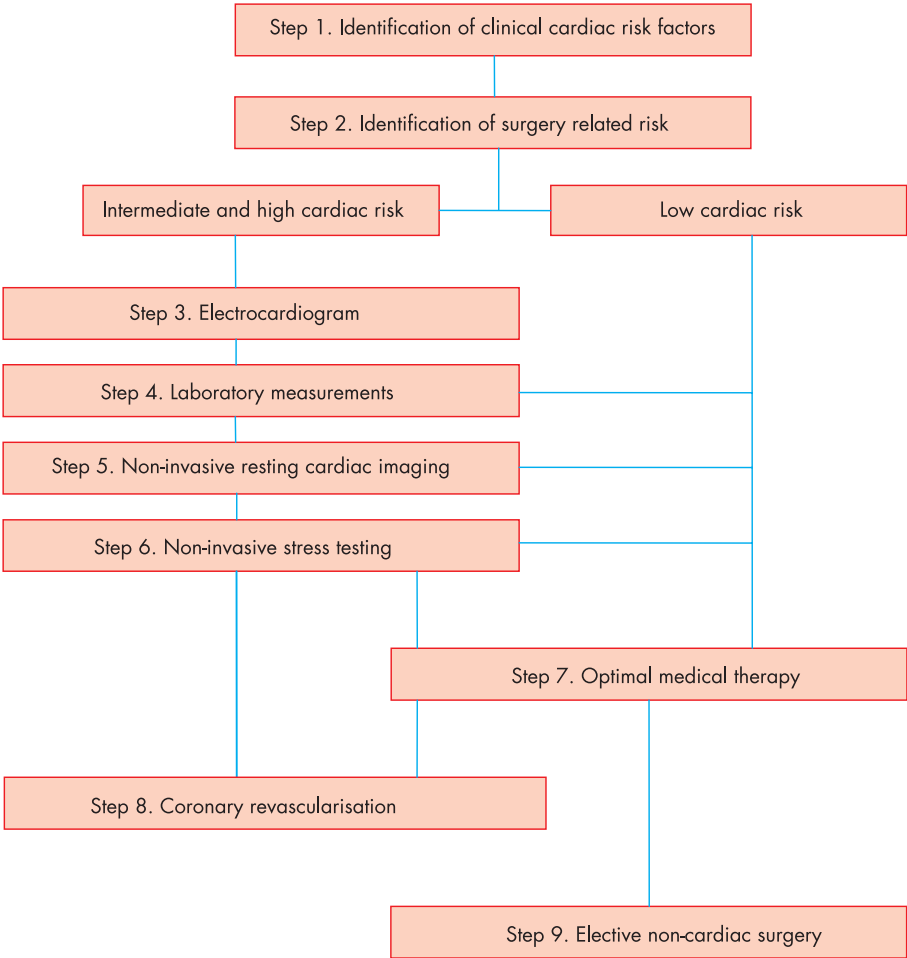 Step 1. Identification of clinical cardiac risk factors
Step 2. Identification of surgery related risk
Intermediate and high cardiac risk
Low cardiac risk
Step 3. Electrocardiogram
Step 4. Laboratory measurements
Step 5. Non-invasive resting cardiac imaging
Step 6. Non-invasive stress testing
Step 7. Optimal medical therapy
Step 8. Coronary revascularisation
Step 9. Elective non-cardiac surgery